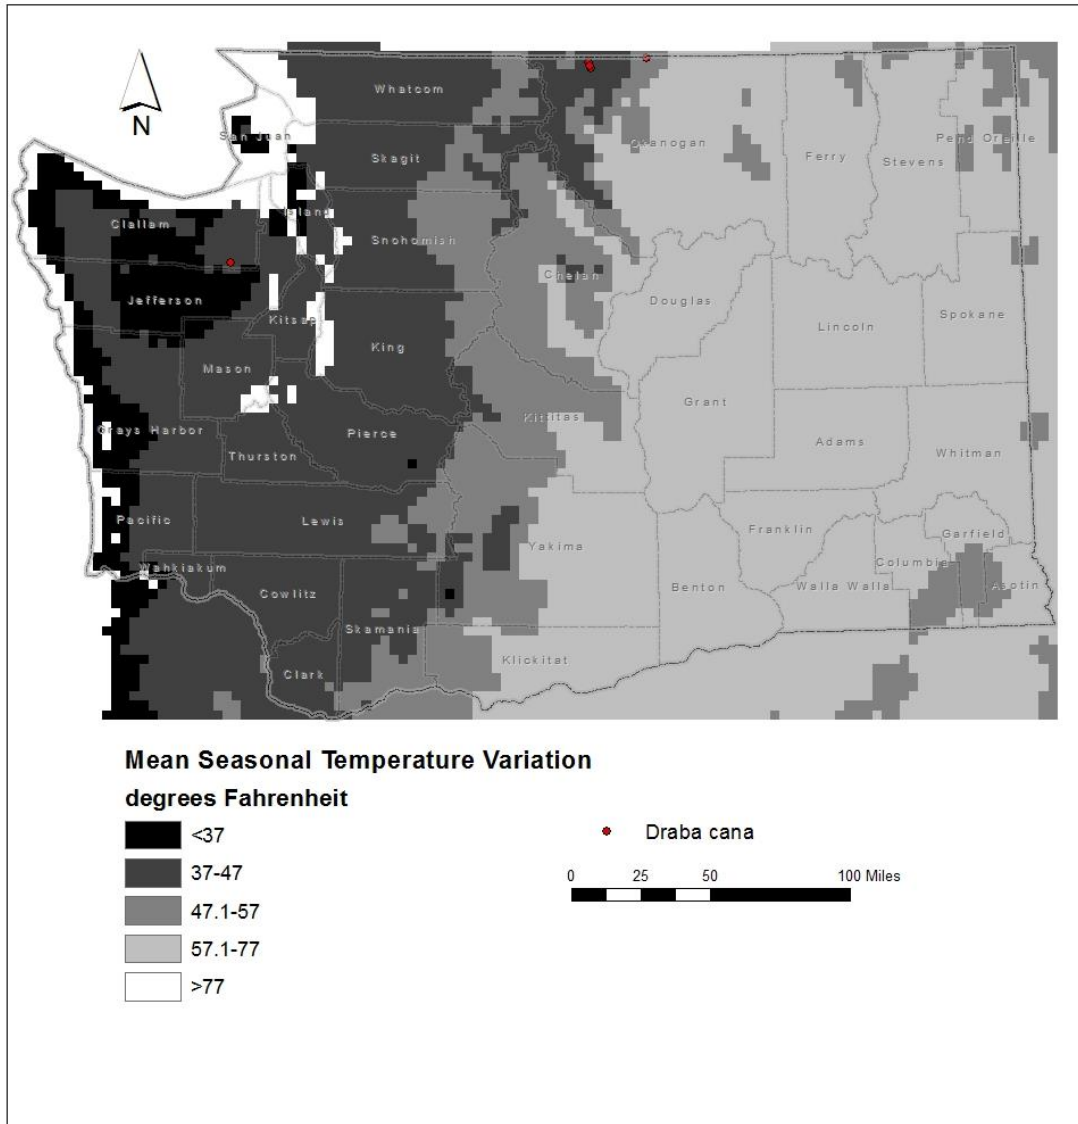 N
Whatcom
San Juan
Okanogan
Pend Oreille
Ferry
Stevens
Skagit
Island
Clallam
Snohomish
Chelan
Jefferson
Douglas
Kitsap
Lincoln
Spokane
King
Mason
Grant
Kittitas
Grays Harbor
Pierce
Adams
Thurston
Whitman
Pacific
Lewis
Franklin
Garfield
Yakima
Columbia
Wahkiakum
Cowlitz
Benton
Walla Walla
Asotin
Skamania
Klickitat
Clark
Mean Seasonal Temperature Variation
degrees Fahrenheit
<37
37-47
47.1-57
57.1-77
>77
Draba cana
0 25 50 100 Miles